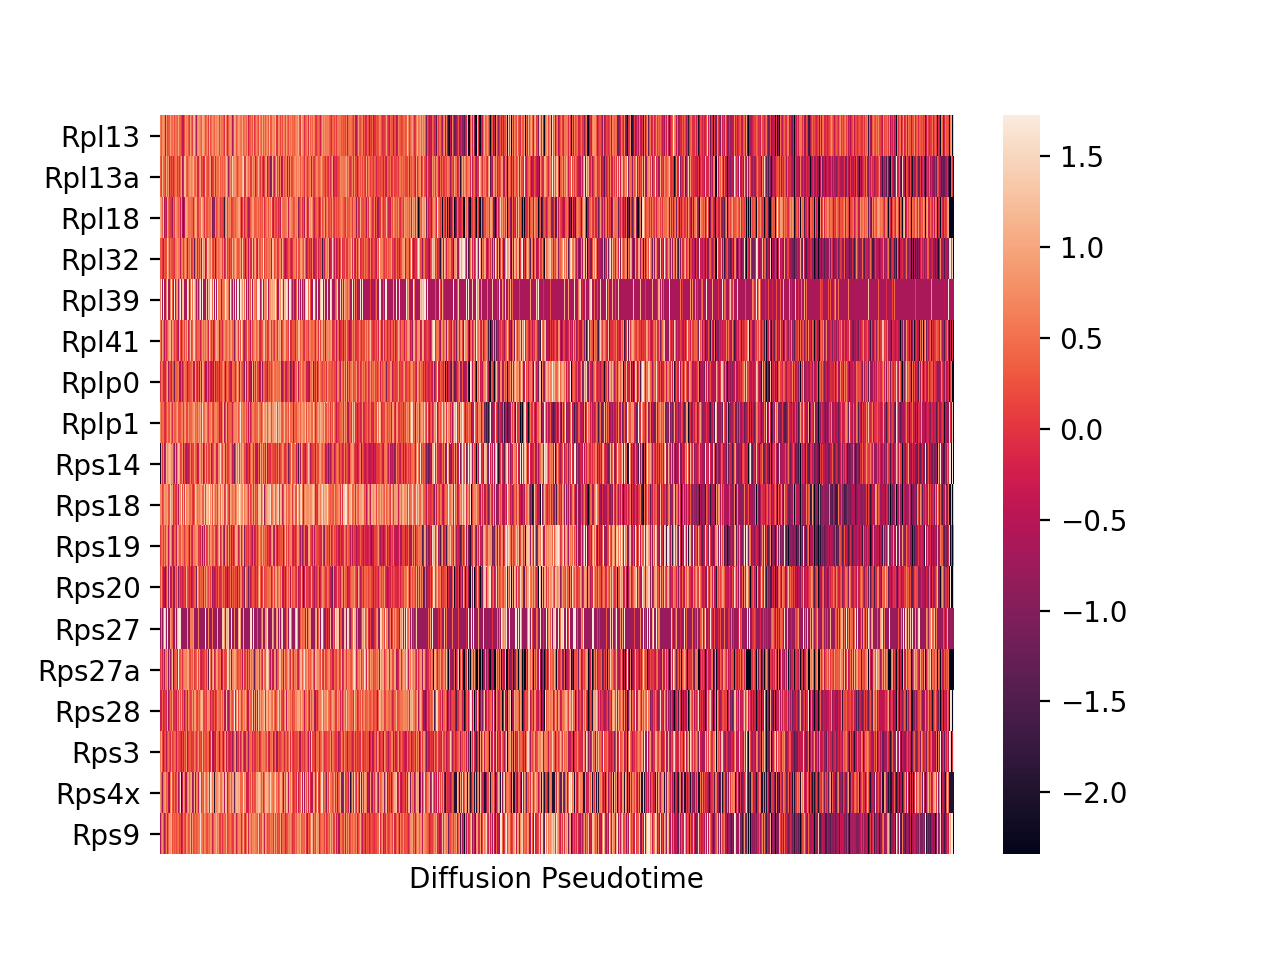 Rpl13
Rpl13a
Rpl18
Rpl32
Rpl39
Rpl41
Rplp0
Rplp1
Rps14
Rps18
Rps19
Rps20
Rps27
Rps27a
Rps28
Rps3
Rps4x
Rps9
Diffusion Pseudotime
1.5
1.0
0.5
0.0
−0.5
−1.0
−1.5
−2.0